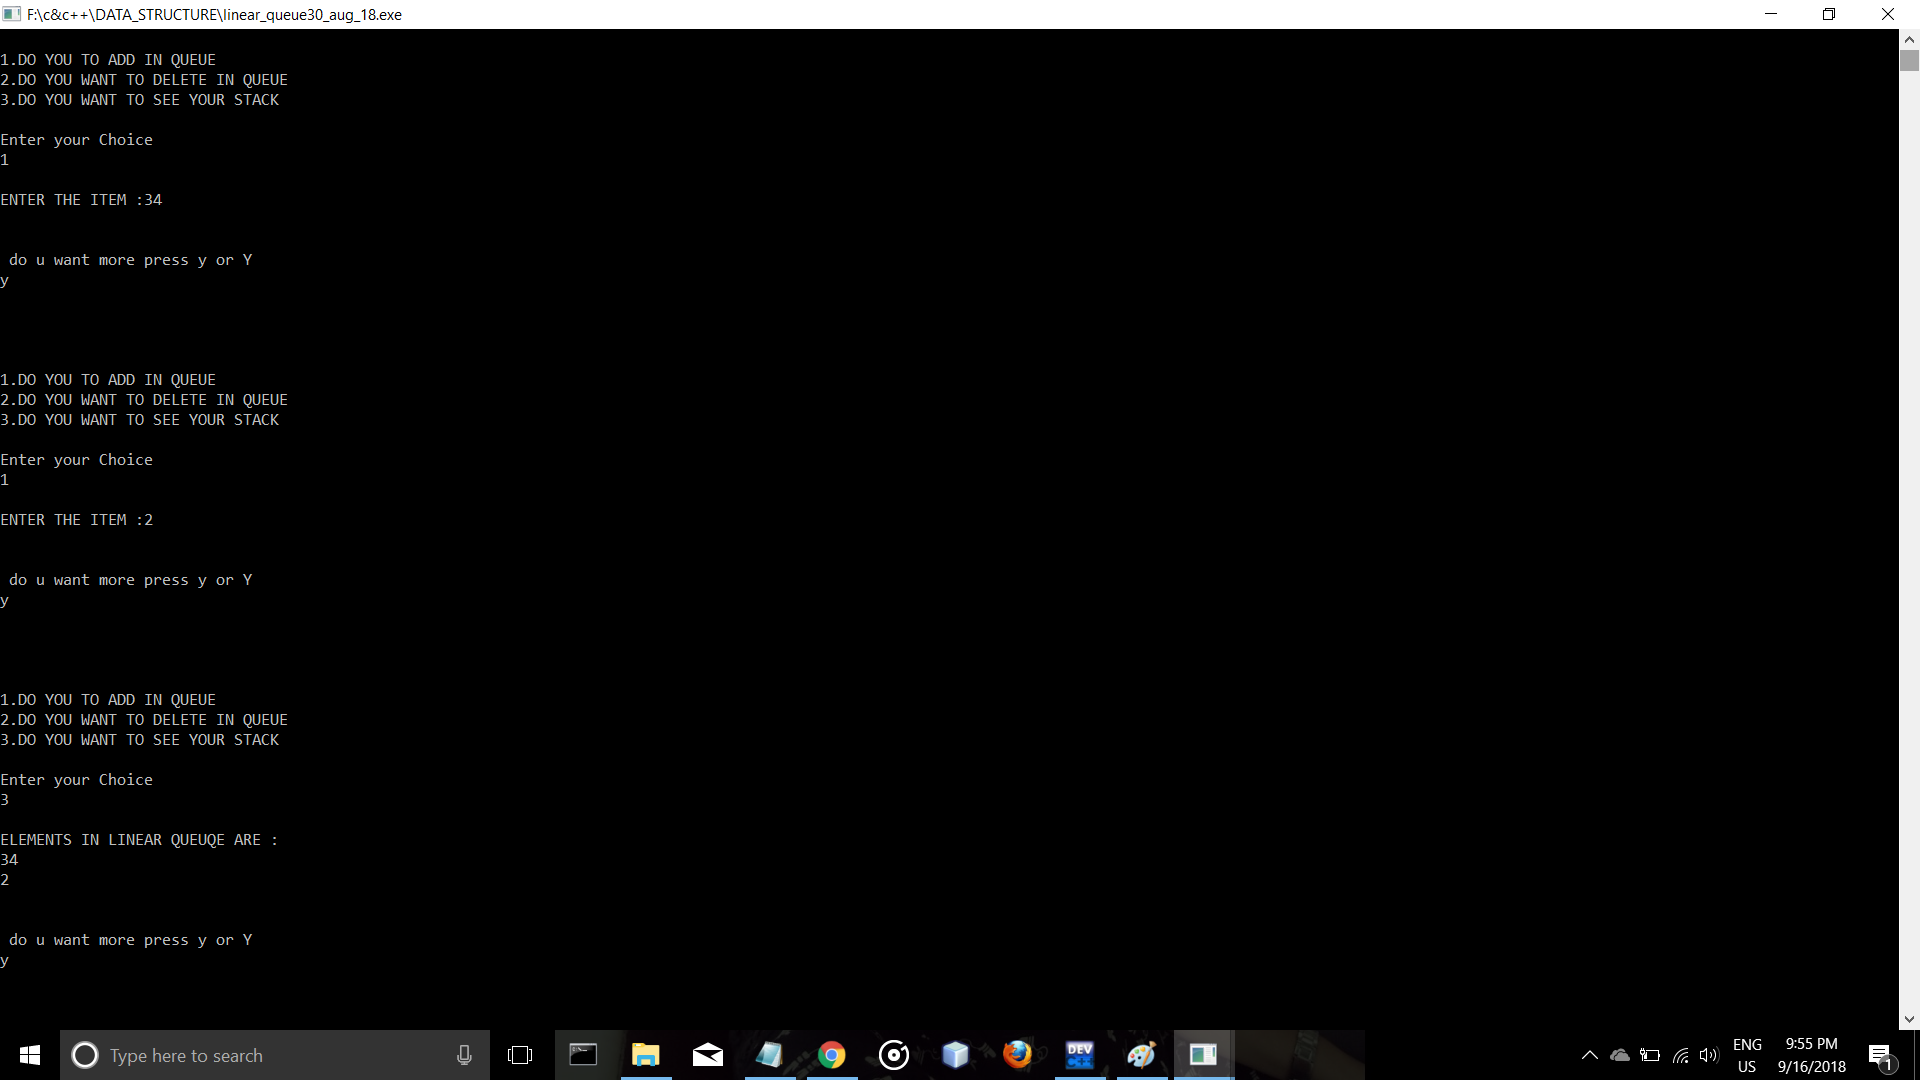 F:\c&c++\DATA_STRUCTURE\linear_queue30_aug_18.exe
1.DO YOU TO ADD IN QUEUE
2.DO YOU WANT TO DELETE IN QUEUE
3.DO YOU WANT TO SEE YOUR STACK
Enter your Choice
1
ENTER THE ITEM :34
do u want more press y or Y
y
1.DO YOU TO ADD IN QUEUE
2.DO YOU WANT TO DELETE IN QUEUE
3.DO YOU WANT TO SEE YOUR STACK
Enter your Choice
1
ENTER THE ITEM :2
do u want more press y or Y
y
1.DO YOU TO ADD IN QUEUE
2.DO YOU WANT TO DELETE IN QUEUE
3.DO YOU WANT TO SEE YOUR STACK
Enter your Choice
3
ELEMENTS IN LINEAR QUEUQE ARE :
34
2
do u want more press y or Y
y
Type here to search
DEV
C++
ENG
US
9:55 PM
9/16/2018
1